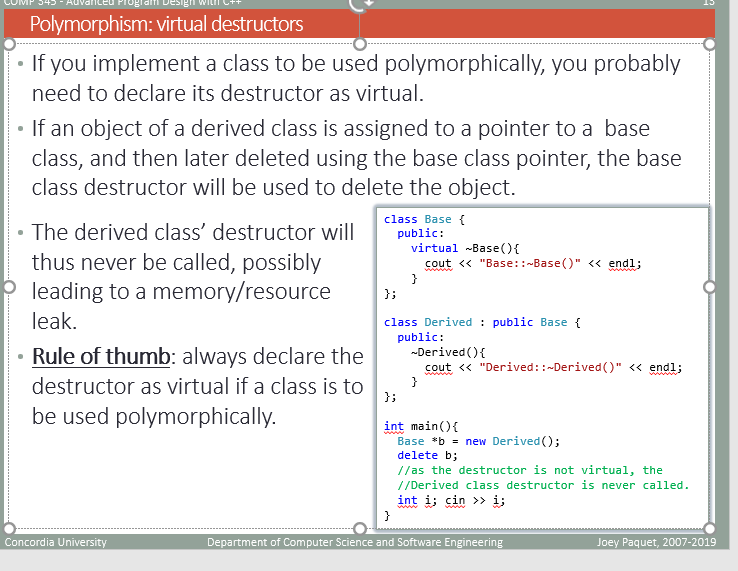 COMP 345 - Advanced Program Design with C++
13
Polymorphism: virtual destructors
• If you implement a class to be used polymorphically, you probably
need to declare its destructor as virtual.
• If an object of a derived class is assigned to a pointer to a  base
class, and then later deleted using the base class pointer, the base
class destructor will be used to delete the object.
• The derived class’ destructor will
thus never be called, possibly
leading to a memory/resource
leak.
• Rule of thumb: always declare the
destructor as virtual if a class is to
be used polymorphically.
class Base {
  public:
    virtual ~Base(){
      cout << "Base::~Base()" << endl;
    }
};
class Derived : public Base {
  public:
    ~Derived(){
      cout << "Derived::~Derived()" << endl;
    }
};
int main(){
  Base *b = new Derived();
  delete b;
  //as the destructor is not virtual, the
  //Derived class destructor is never called.
  int i; cin >> i;
}
Concordia University
Department of Computer Science and Software Engineering
Joey Paquet, 2007-2019